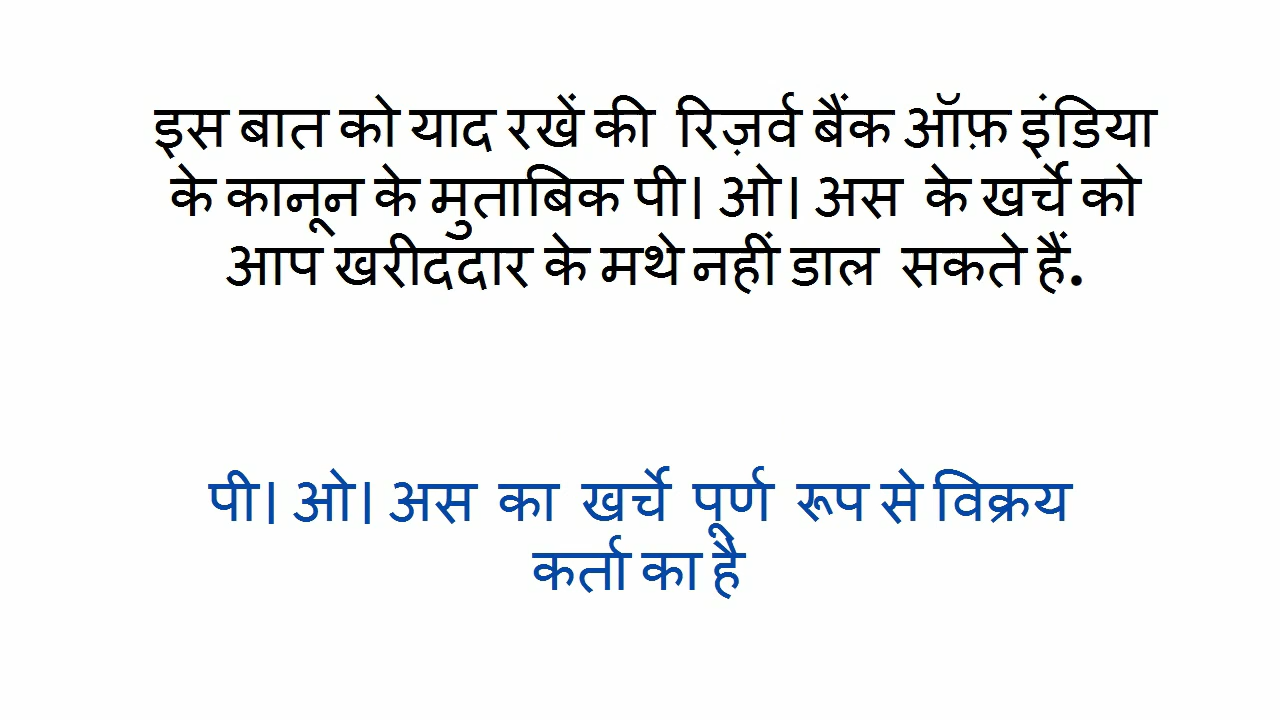 इस बात को याद रखें की रिज़र्व बैंक ऑफ़ इंडिया
के कानून के मुताबिक पी। ओ। अस के खर्चे को
आप खरीददार के मथे नहीं डाल सकते हैं.
पी। ओ। अस का खर्चे पूर्ण रूप से विक्रय
कर्ता का है